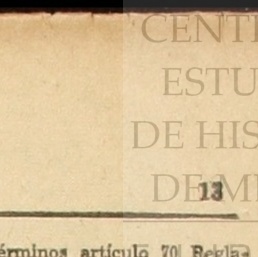 CENT
ESTU
DE HIS
DE M
13
érminos artículo 70 Regla-